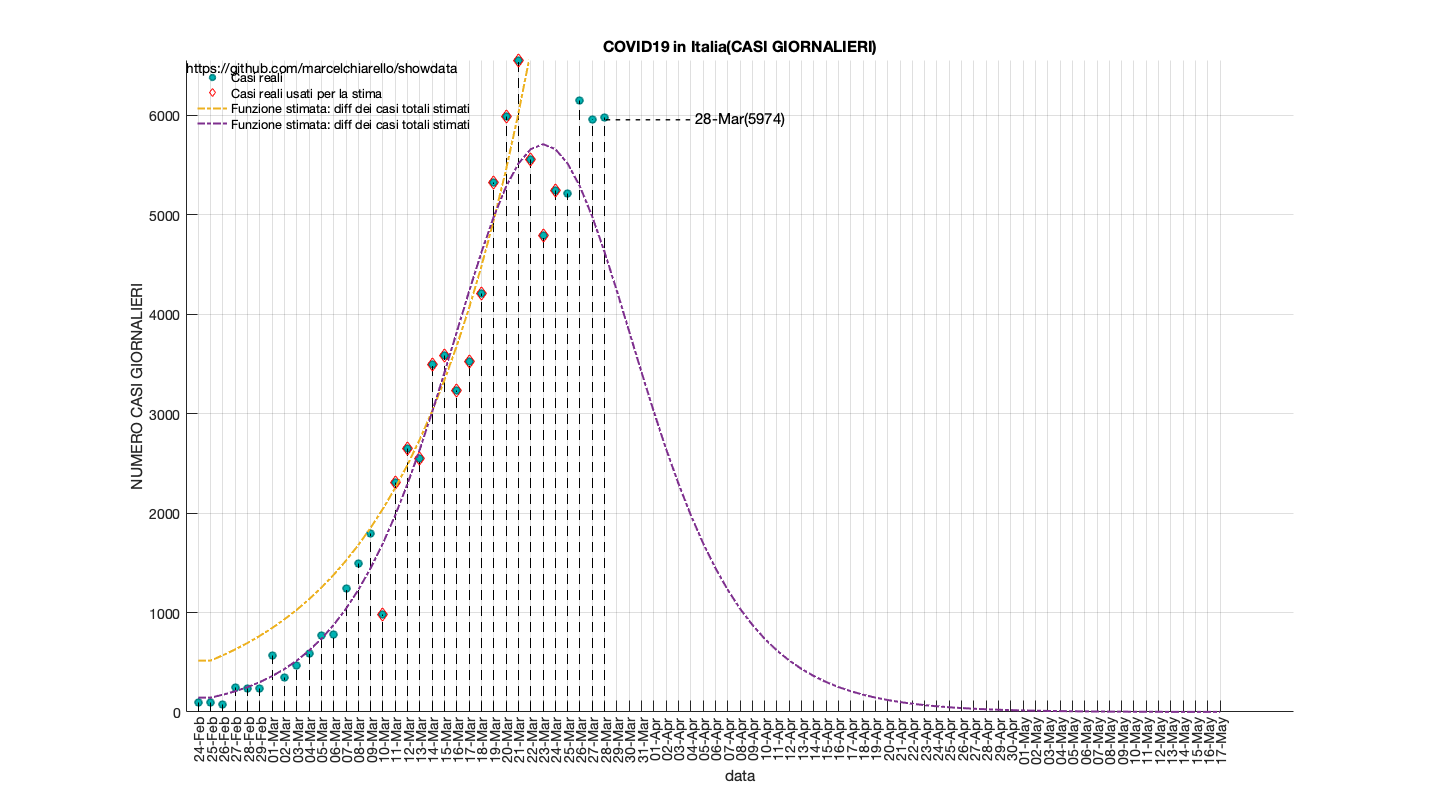 COVID19 in Italia(CASI GIORNALIERI)
https://github.com/marcelchiarello/showdata
Casi reali
Casi reali usati per la stima
Funzione stimata: diff dei casi totali stimati
Funzione stimata: diff dei casi totali stimati
28-Mar(5974)
NUMERO CASI GIORNALIERI
6000
5000
4000
3000
2000
1000
0
24-Feb
25-Feb
26-Feb
27-Feb
28-Feb
29-Feb
01-Mar
02-Mar
03-Mar
04-Mar
05-Mar
06-Mar
07-Mar
08-Mar
09-Mar
10-Mar
11-Mar
12-Mar
13-Mar
14-Mar
15-Mar
16-Mar
17-Mar
18-Mar
19-Mar
20-Mar
21-Mar
22-Mar
23-Mar
24-Mar
25-Mar
26-Mar
27-Mar
28-Mar
29-Mar
30-Mar
31-Mar
01-Apr
02-Apr
03-Apr
04-Apr
05-Apr
06-Apr
07-Apr
08-Apr
09-Apr
10-Apr
11-Apr
12-Apr
13-Apr
14-Apr
15-Apr
16-Apr
17-Apr
18-Apr
19-Apr
20-Apr
21-Apr
22-Apr
23-Apr
24-Apr
25-Apr
26-Apr
27-Apr
28-Apr
29-Apr
30-Apr
01-May
02-May
03-May
04-May
05-May
06-May
07-May
08-May
09-May
10-May
11-May
12-May
13-May
14-May
15-May
16-May
17-May
data